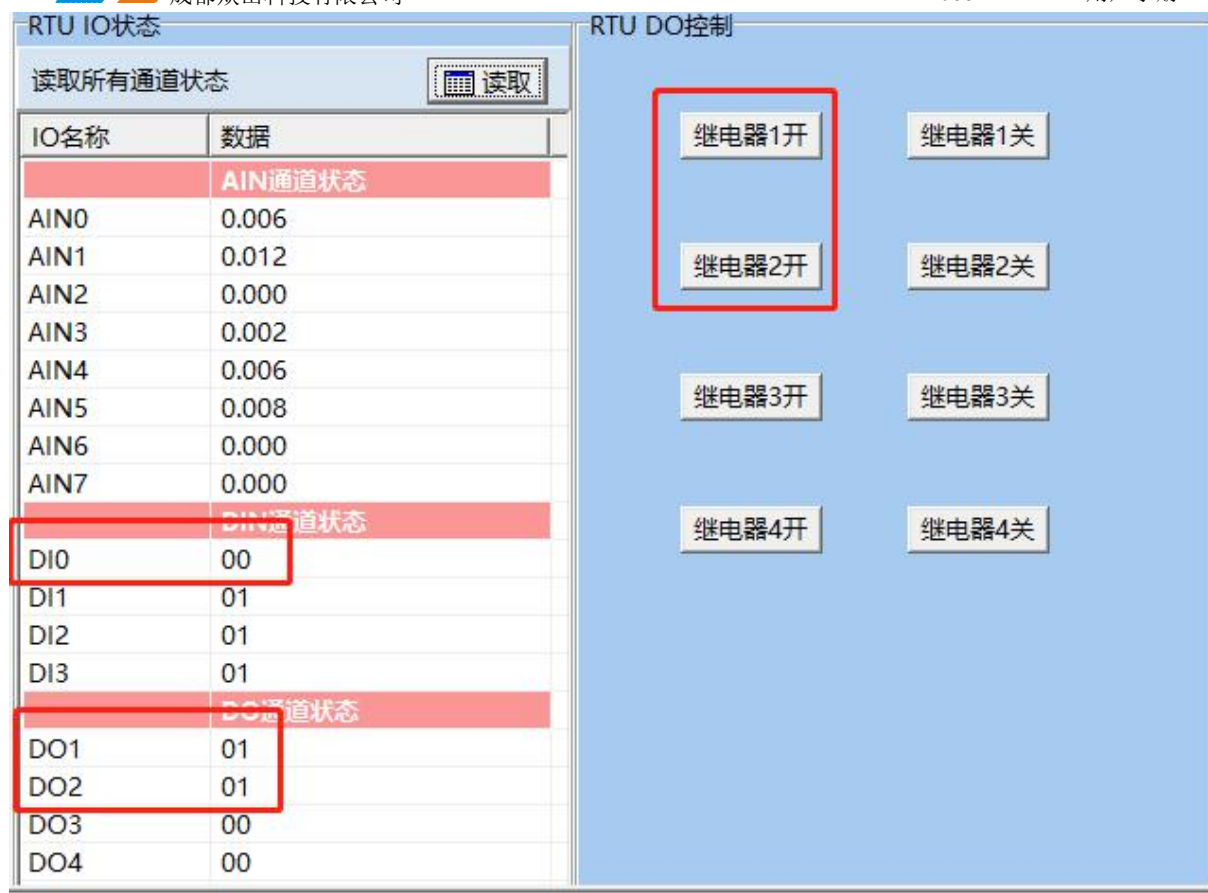 RTU IO状态
读取所有通道状态 读取
IO名称 数据
AIN通道状态
AIN0 0.006
AIN1 0.012
AIN2 0.000
AIN3 0.002
AIN4 0.006
AIN5 0.008
AIN6 0.000
AIN7 0.000
DIN通道状态
DI0 00
DI1 01
DI2 01
DI3 01
DO通道状态
DO1 01
DO2 01
DO3 00
DO4 00
RTU DO控制
继电器1开 继电器1关
继电器2开 继电器2关
继电器3开 继电器3关
继电器4开 继电器4关